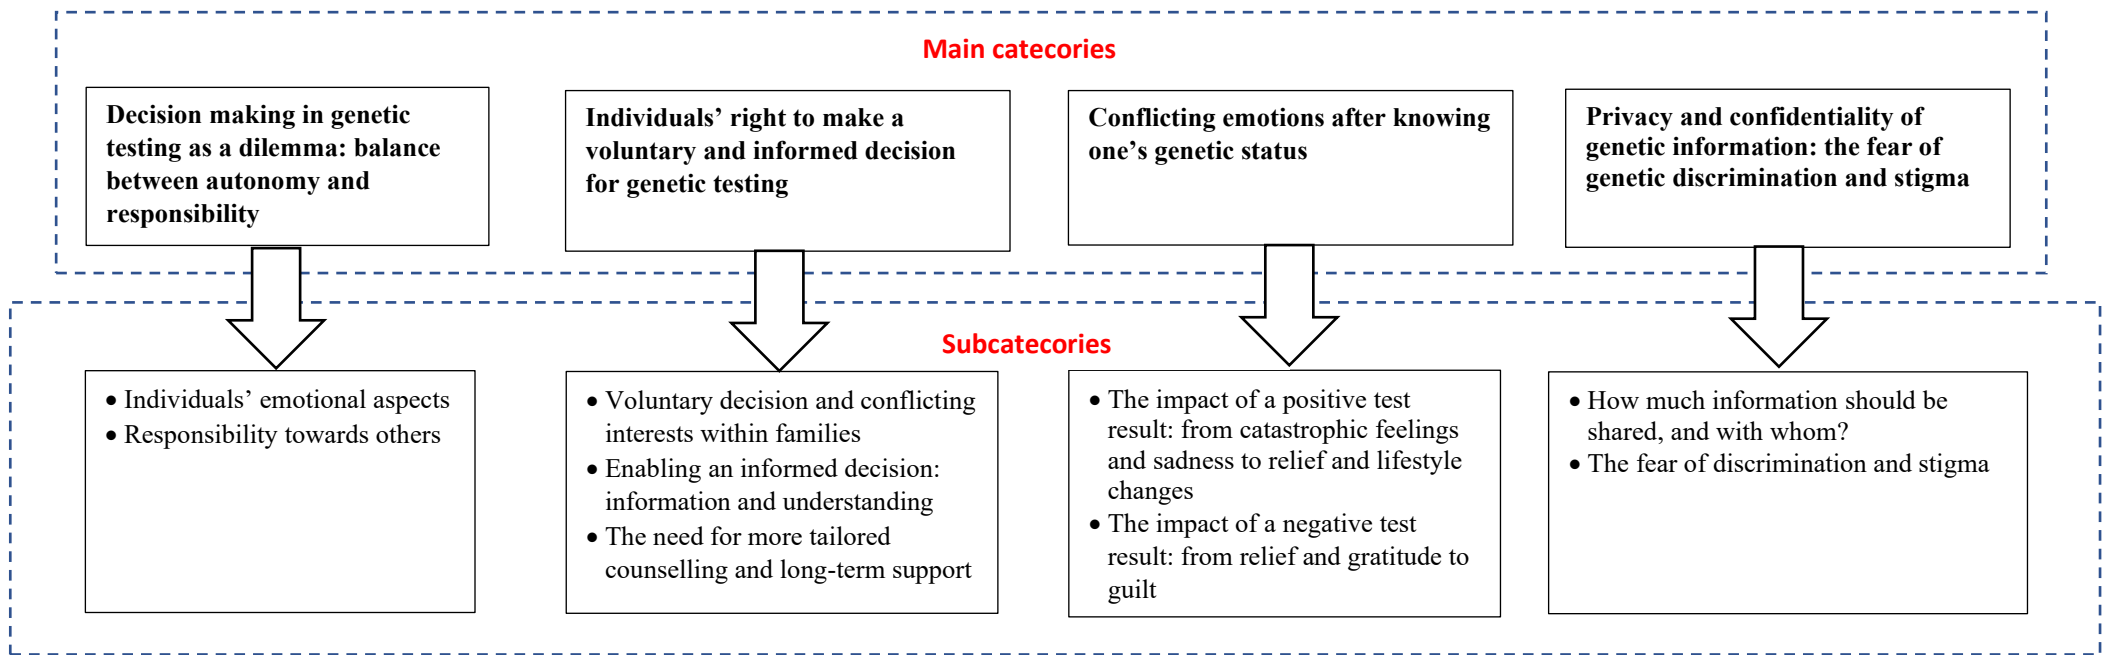 Main catecories
Decision making in genetic
testing as a dilemma: balance
between autonomy and
responsibility
Individuals’ right to make a
voluntary and informed decision
for genetic testing
Conflicting emotions after knowing
one’s genetic status
Privacy and confidentiality of
genetic information: the fear of
genetic discrimination and stigma
Subcatecories
• Individuals’ emotional aspects
• Responsibility towards others
• Voluntary decision and conflicting
interests within families
• Enabling an informed decision:
information and understanding
• The need for more tailored
counselling and long-term support
• The impact of a positive test
result: from catastrophic feelings
and sadness to relief and lifestyle
changes
• The impact of a negative test
result: from relief and gratitude to
guilt
• How much information should be
shared, and with whom?
• The fear of discrimination and stigma